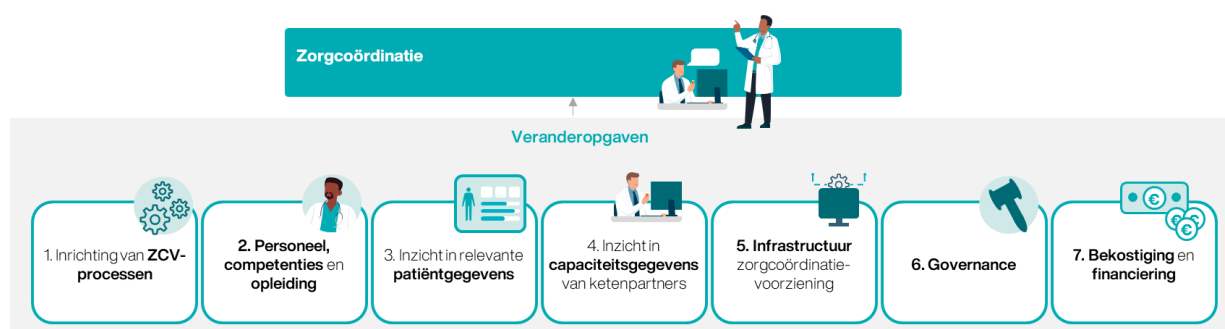 Zorgcoördinatie
Veranderopgaven
1. Inrichting van ZCV-
processen
2. Personeel,
competenties en
opleiding
3. Inzicht in relevante
patiëntgegevens
4. Inzicht in
capaciteitsgegevens
van ketenpartners
5. Infrastructuur
zorgcoördinatie-
voorziening
6. Governance
7. Bekostiging en
financiering